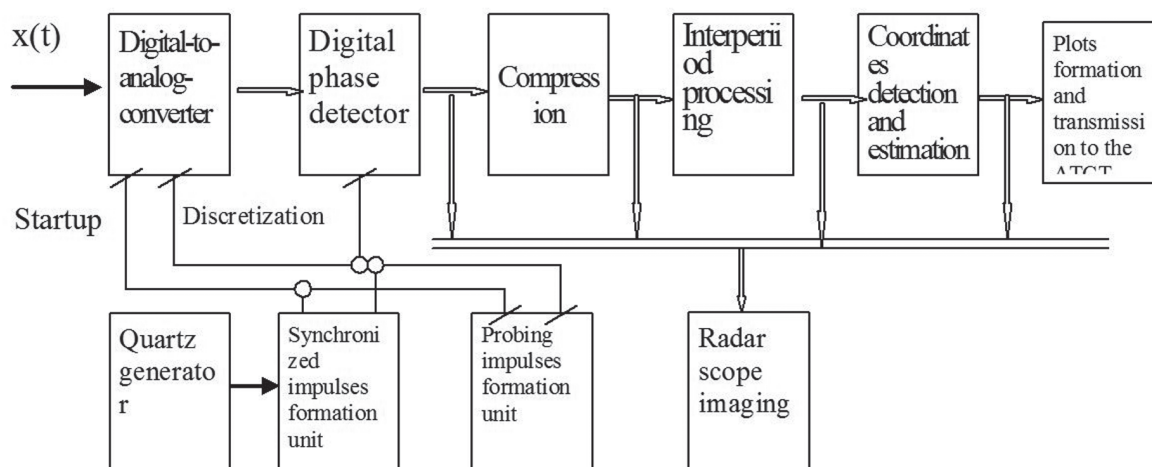 x(t)
Digital-to-
analog-
converter
Digital
phase
detector
Compress
ion
Interperii
od
processi
ng
Coordinat
es
detection
and
estimation
Plots
formation
and
transmissi
on to the
ATCT
Startup
Discretization
Quartz
generato
r
Synchroni
zed
impulses
formation
unit
Probing
impulses
formation
unit
Radar
scope
imaging